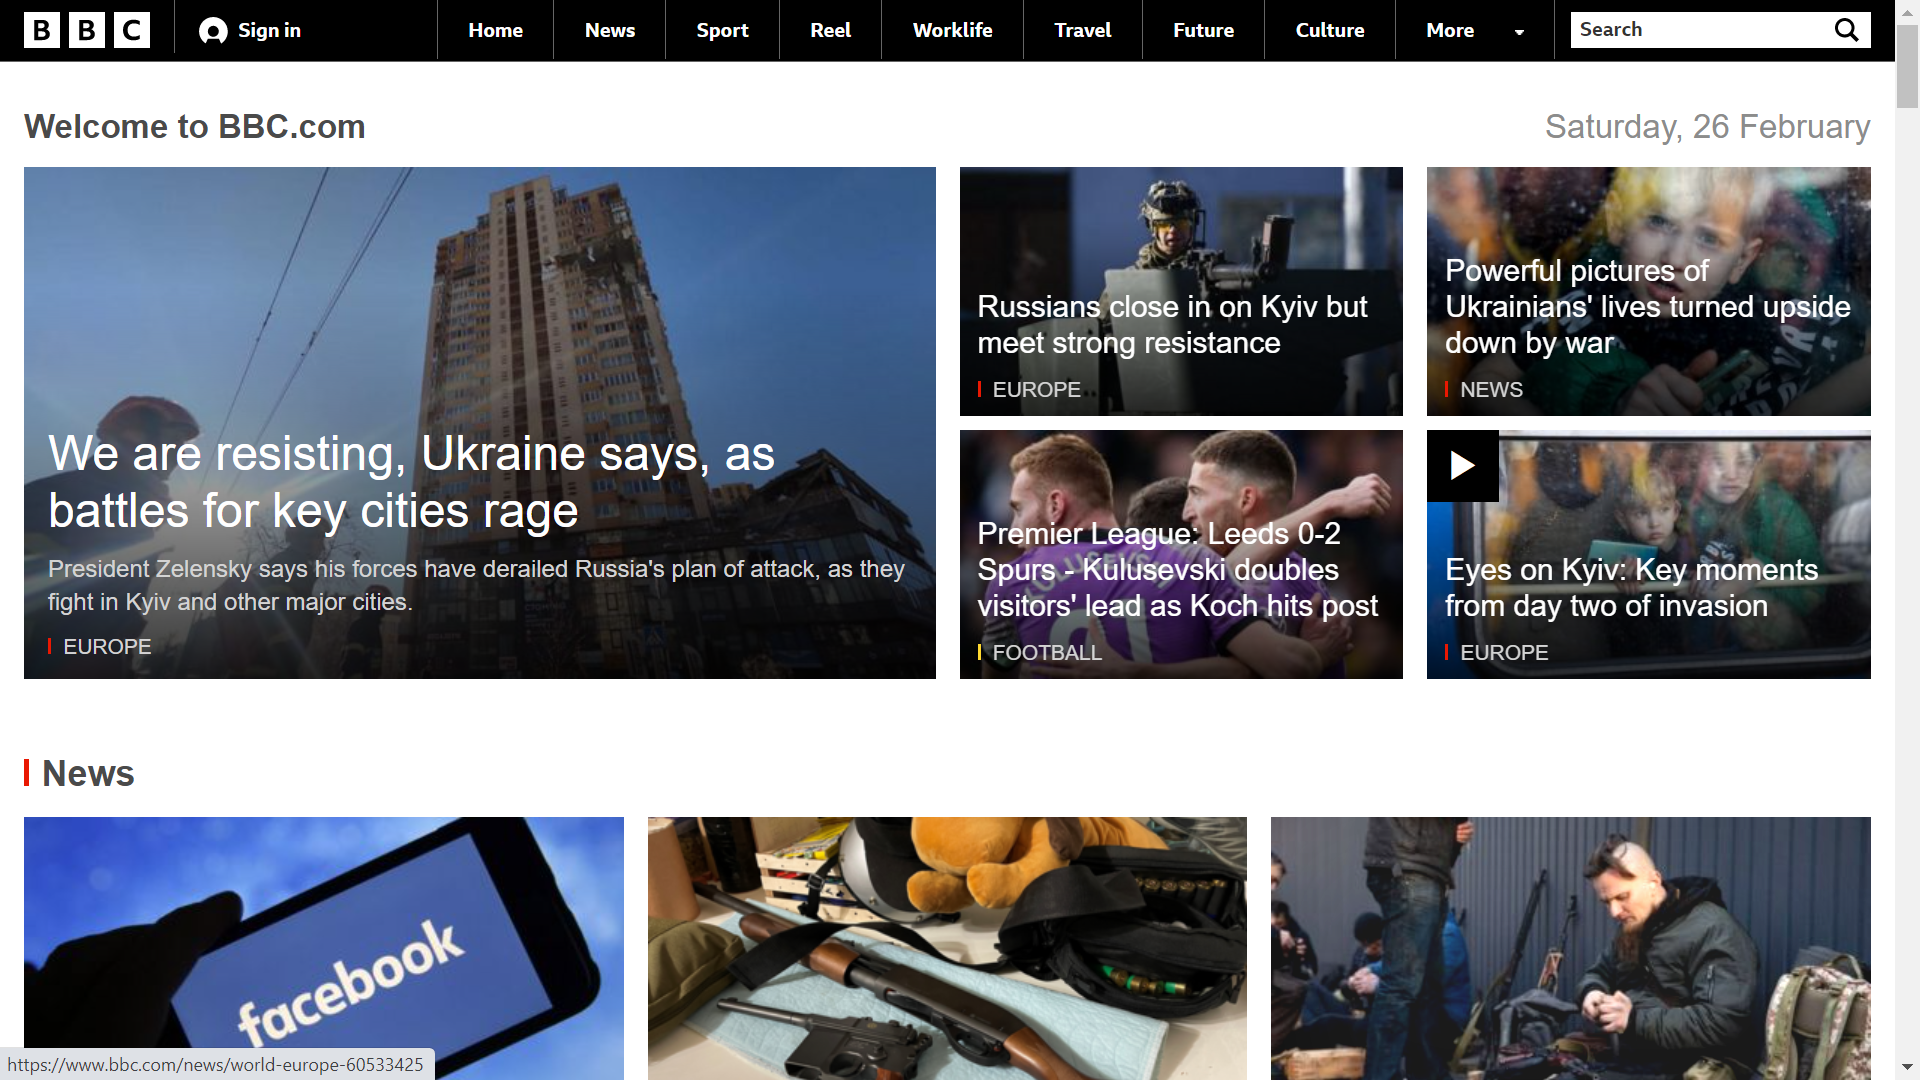 BBC
Sign in
Home
News
Sport
Reel
Worklife
Travel
Future
Culture
More
Search
Welcome to BBC.com
Saturday, 26 February
We are resisting, Ukraine says, as
battles for key cities rage
President Zelensky says his forces have derailed Russia's plan of attack, as they
fight in Kyiv and other major cities.
EUROPE
Russians close in on Kyiv but
meet strong resistance
EUROPE
Powerful pictures of
Ukrainians' lives turned upside
down by war
NEWS
Premier League: Leeds 0-2
Spurs - Kulusevski doubles
visitors' lead as Koch hits post
FOOTBALL
Eyes on Kyiv: Key moments
from day two of invasion
EUROPE
News
facebook
https://www.bbc.com/news/world-europe-60533425